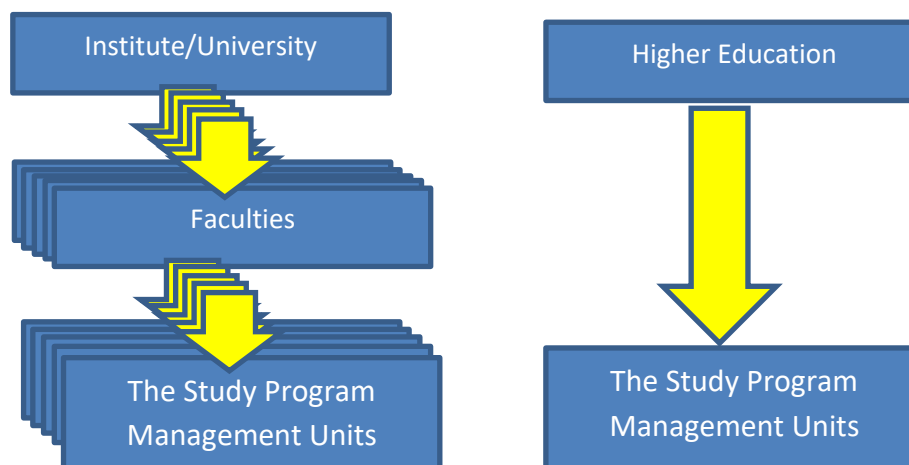 Institute/University
Faculties
The Study Program
Management Units
Higher Education
The Study Program
Management Units